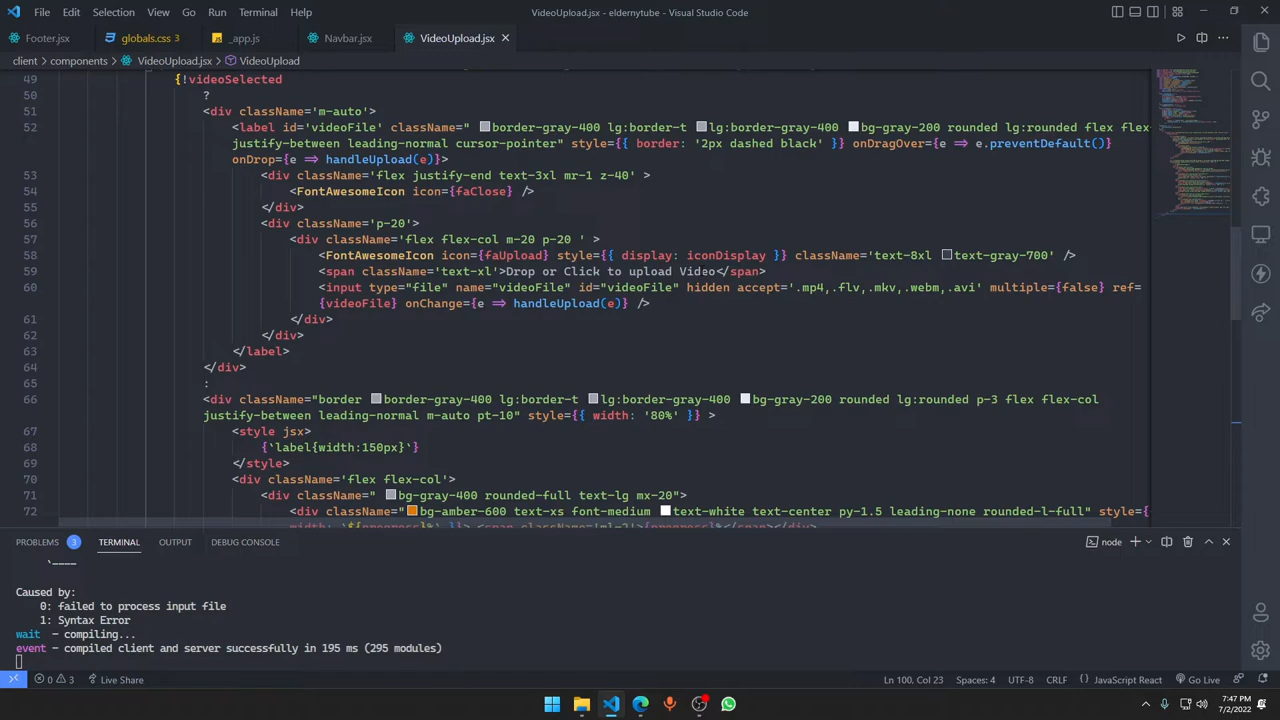 File Edit Selection View Go Run Terminal Help VideoUpload.jsx - eldernytube - Visual Studio Code
Footer.jsx globals.css 3 _app.js Navbar.jsx VideoUpload.jsx
client components VideoUpload.jsx VideoUpload
49 {!videoSelected
50 ?
51 <div className='m-auto'>
52 <label id='videoFile' className=" border-gray-400 lg:border-t lg:border-gray-400 bg-gray-200 rounded lg:rounded flex flex-
justify-between leading-normal cursor-pointer" style={{ border: '2px dashed black' }} onDragOver={e => e.preventDefault()}
onDrop={e => handleUpload(e)}>
53 <div className='flex justify-end text-3xl mr-1 z-40' >
54 <FontAwesomeIcon icon={faClose} />
55 </div>
56 <div className='p-20'>
57 <div className='flex flex-col m-20 p-20 ' >
58 <FontAwesomeIcon icon={faUpload} style={{ display: iconDisplay }} className='text-8xl text-gray-700' />
59 <span className='text-xl'>Drop or Click to upload Video</span>
60 <input type="file" name="videoFile" id="videoFile" hidden accept='.mp4,.flv,.mkv,.webm,.avi' multiple={false} ref=
{videoFile} onChange={e => handleUpload(e)} />
61 </div>
62 </div>
63 </label>
64 </div>
65 :
66 <div className="border border-gray-400 lg:border-t lg:border-gray-400 bg-gray-200 rounded lg:rounded p-3 flex flex-col
justify-between leading-normal m-auto pt-10" style={{ width: '80%' }} >
67 <style jsx>
68 {`label{width:150px}`}
69 </style>
70 <div className='flex flex-col'>
71 <div className=" bg-gray-400 rounded-full text-lg mx-20">
72 <div className=" bg-amber-600 text-xs font-medium text-white text-center py-1.5 leading-none rounded-l-full" style={
width: `${progress}%` }}> <span className='ml-2'>{progress}%</span></div>
PROBLEMS 3 TERMINAL OUTPUT DEBUG CONSOLE node
`----
Caused by:
0: failed to process input file
1: Syntax Error
wait - compiling...
event - compiled client and server successfully in 195 ms (295 modules)
0 3 Live Share Ln 100, Col 23 Spaces: 4 UTF-8 CRLF JavaScript React Go Live
7:47 PM
7/2/2022